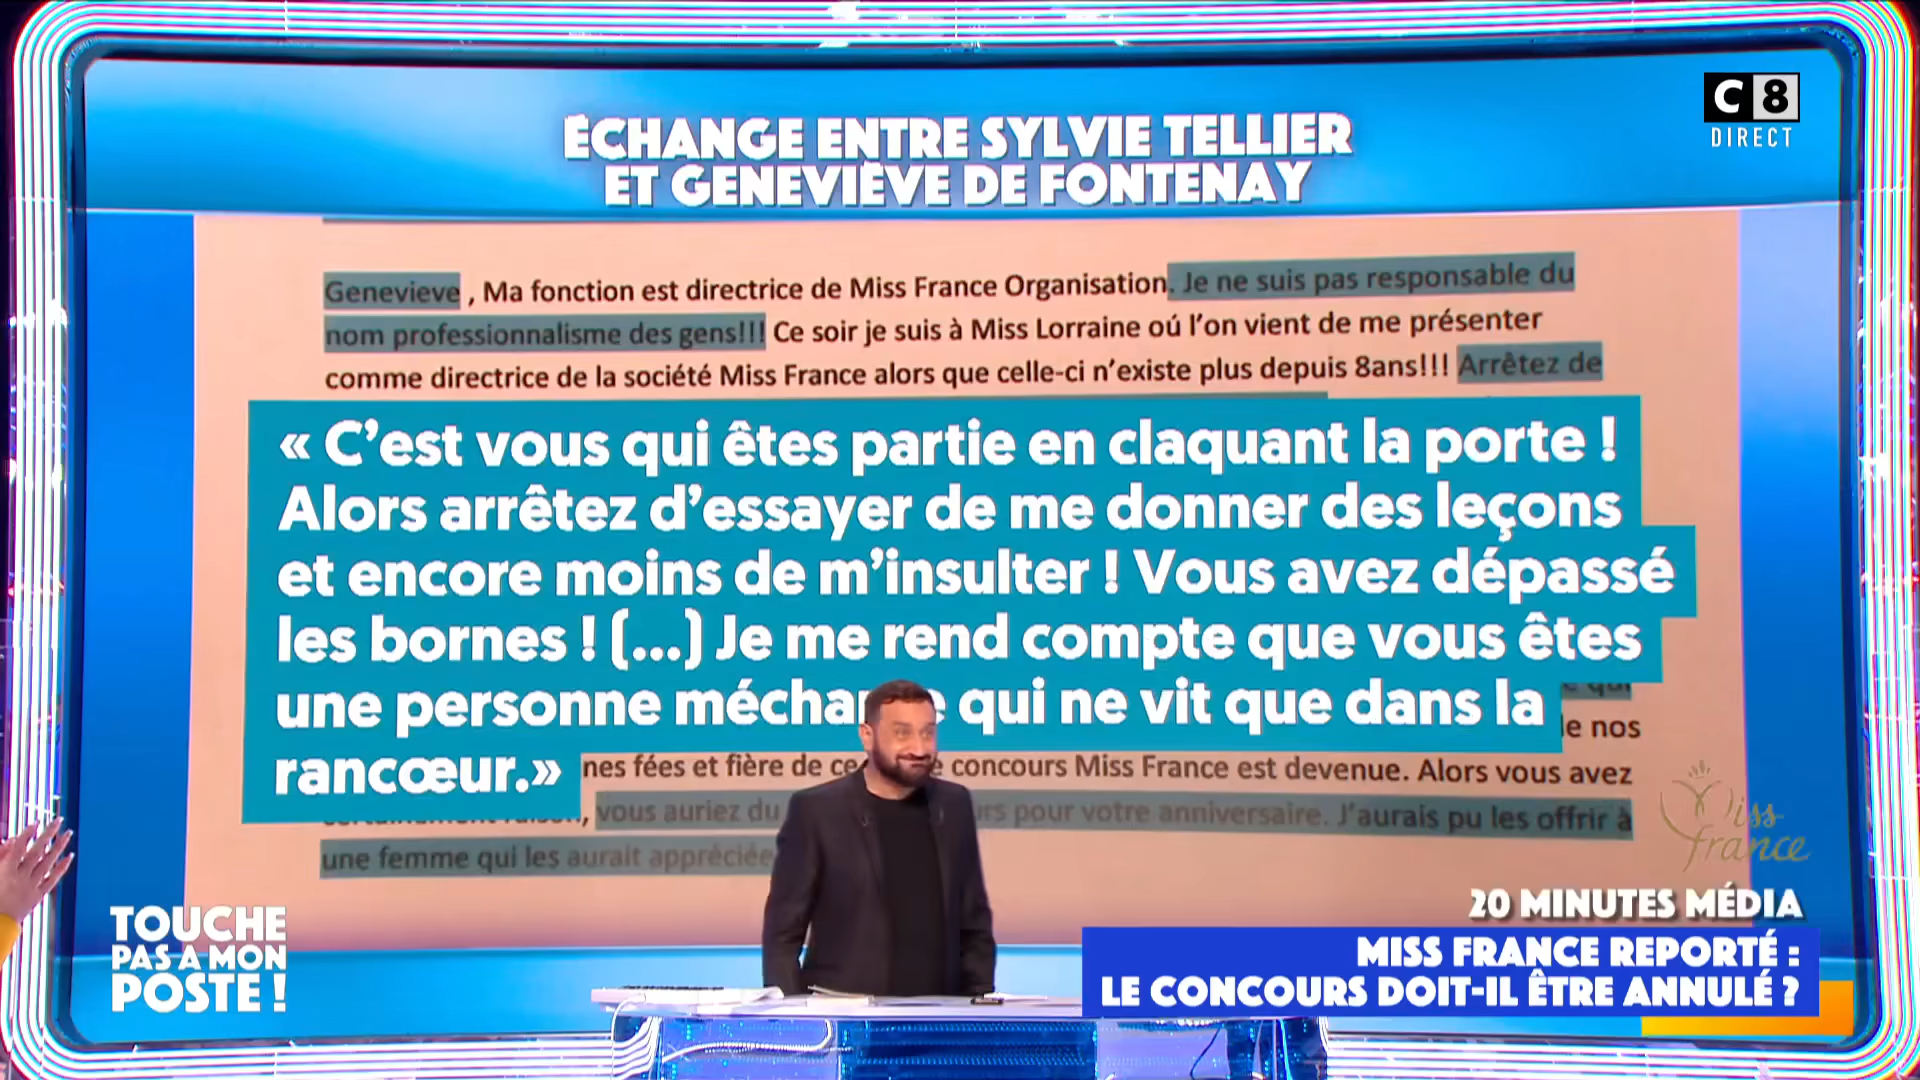 C8
DIRECT
ÉCHANGE ENTRE SYLVIE TELLIER
ET GENEVIÈVE DE FONTENAY
Genevieve , Ma fonction est directrice de Miss France Organisation. Je ne suis pas responsable du
nom professionnalisme des gens!!! Ce soir je suis à Miss Lorraine oú l'on vient de me présenter
comme directrice de la société Miss France alors que celle-ci n'existe plus depuis 8ans!!! Arrêtez de
« C'est vous qui êtes partie en claquant la porte !
Alors arrêtez d'essayer de me donner des leçons
et encore moins de m'insulter ! Vous avez dépassé
les bornes ! (...) Je me rend compte que vous êtes
une personne qui ne vit que dans la
rancœur.»
qui
nos
nes fées et fière de concours Miss France est devenue. Alors vous avez
vous auriez du pour votre anniversaire. J'aurais pu les offrir à
une femme qui les aurait appréciée
Miss
france
TOUCHE
PAS A MON
POSTE !
20 MINUTES MÉDIA
MISS FRANCE REPORTÉ :
LE CONCOURS DOIT-IL ÊTRE ANNULÉ ?